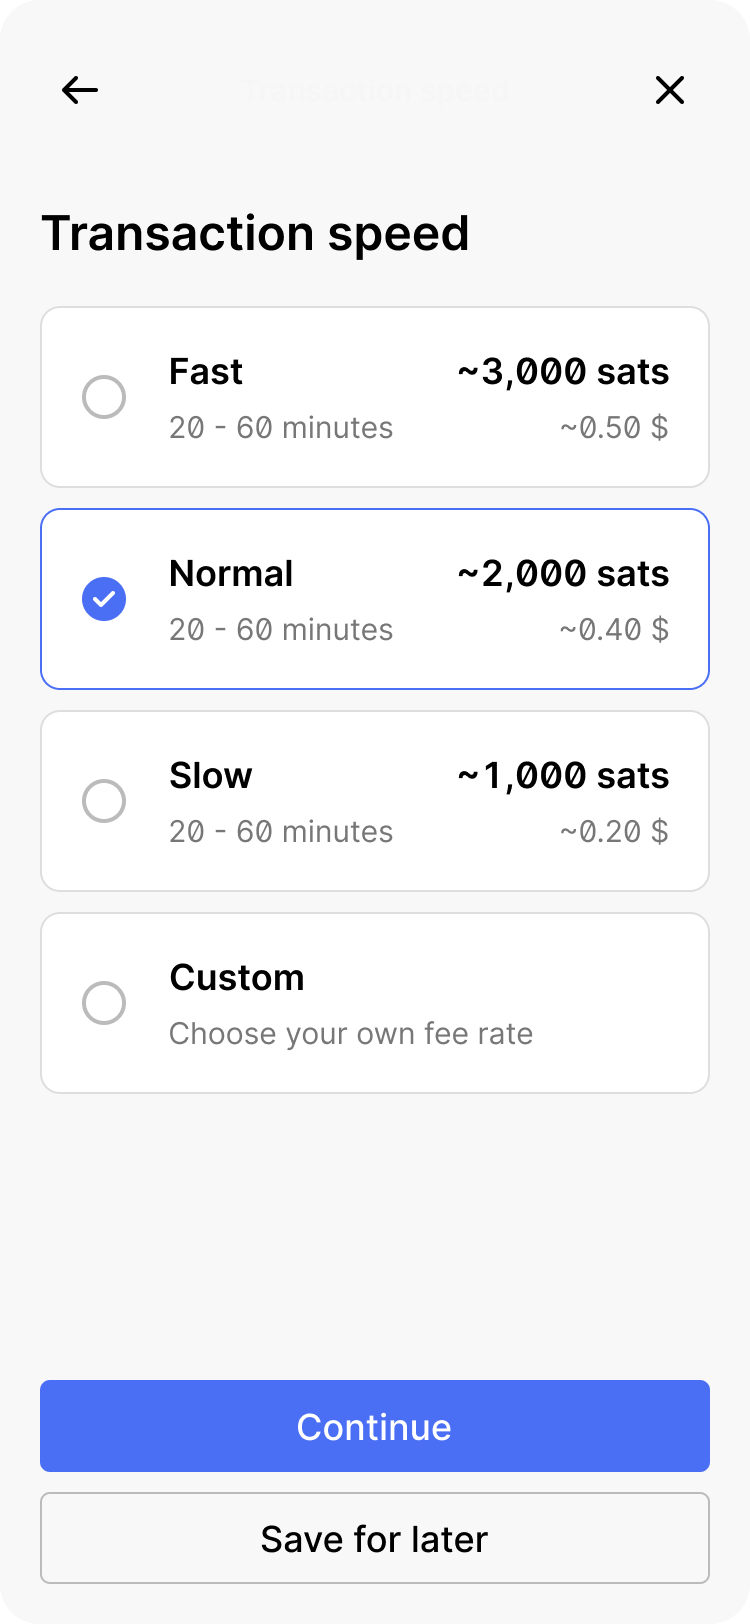 Transaction speed
Transaction speed
Fast ~3,000 sats
20 - 60 minutes ~0.50 $
Normal ~2,000 sats
20 - 60 minutes ~0.40 $
Slow ~1,000 sats
20 - 60 minutes ~0.20 $
Custom
Choose your own fee rate
Continue
Save for later